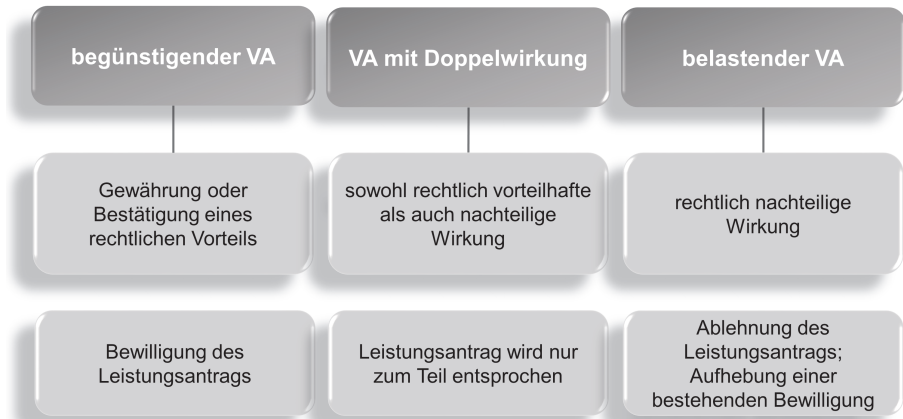 begünstigender VA
VA mit Doppelwirkung
belastender VA
Gewährung oder
Bestätigung eines
rechtlichen Vorteils
sowohl rechtlich vorteilhafte
als auch nachteilige
Wirkung
rechtlich nachteilige
Wirkung
Bewilligung des
Leistungsantrags
Leistungsantrag wird nur
zum Teil entsprochen
Ablehnung des
Leistungsantrags;
Aufhebung einer
bestehenden Bewilligung